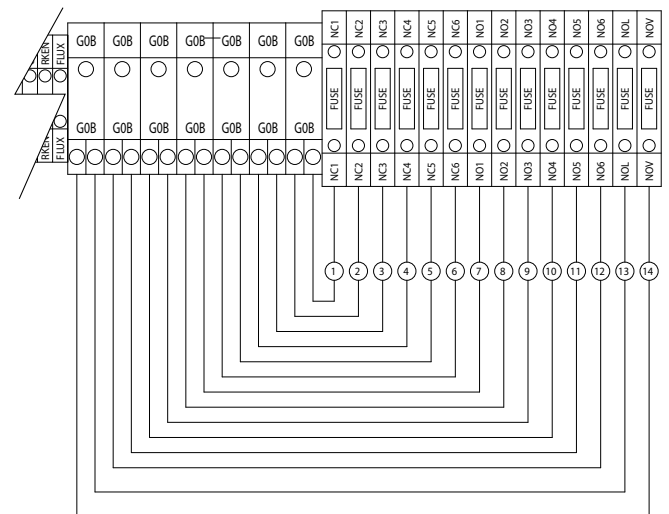 RKEN
FLUX
G0B G0B G0B G0B G0B G0B G0B
NC1 NC2 NC3 NC4 NC5 NC6 NO1 NO2 NO3 NO4 NO5 NO6 NOL NOV
FUSE FUSE FUSE FUSE FUSE FUSE FUSE FUSE FUSE FUSE FUSE FUSE FUSE FUSE
RKEN
FLUX
G0B G0B G0B G0B G0B G0B G0B
NC1 NC2 NC3 NC4 NC5 NC6 NO1 NO2 NO3 NO4 NO5 NO6 NOL NOV
1 2 3 4 5 6 7 8 9 10 11 12 13 14